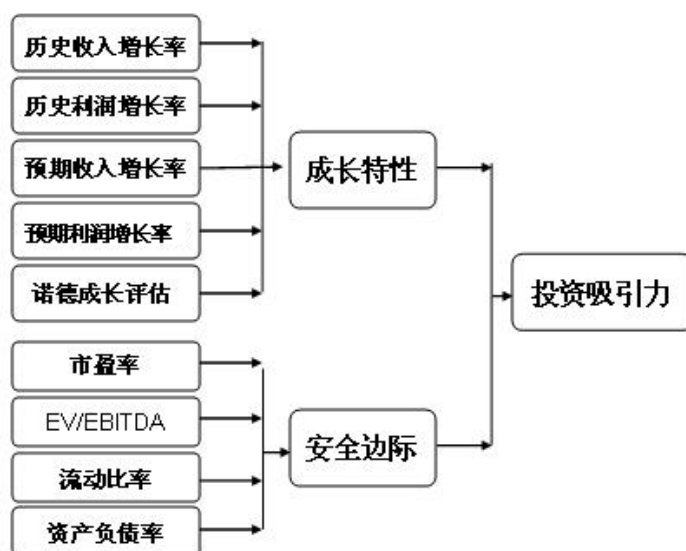 历史收入增长率
历史利润增长率
预期收入增长率
预期利润增长率
诺德成长评估
成长特性
市盈率
EV/EBITDA
流动比率
资产负债率
安全边际
投资吸引力